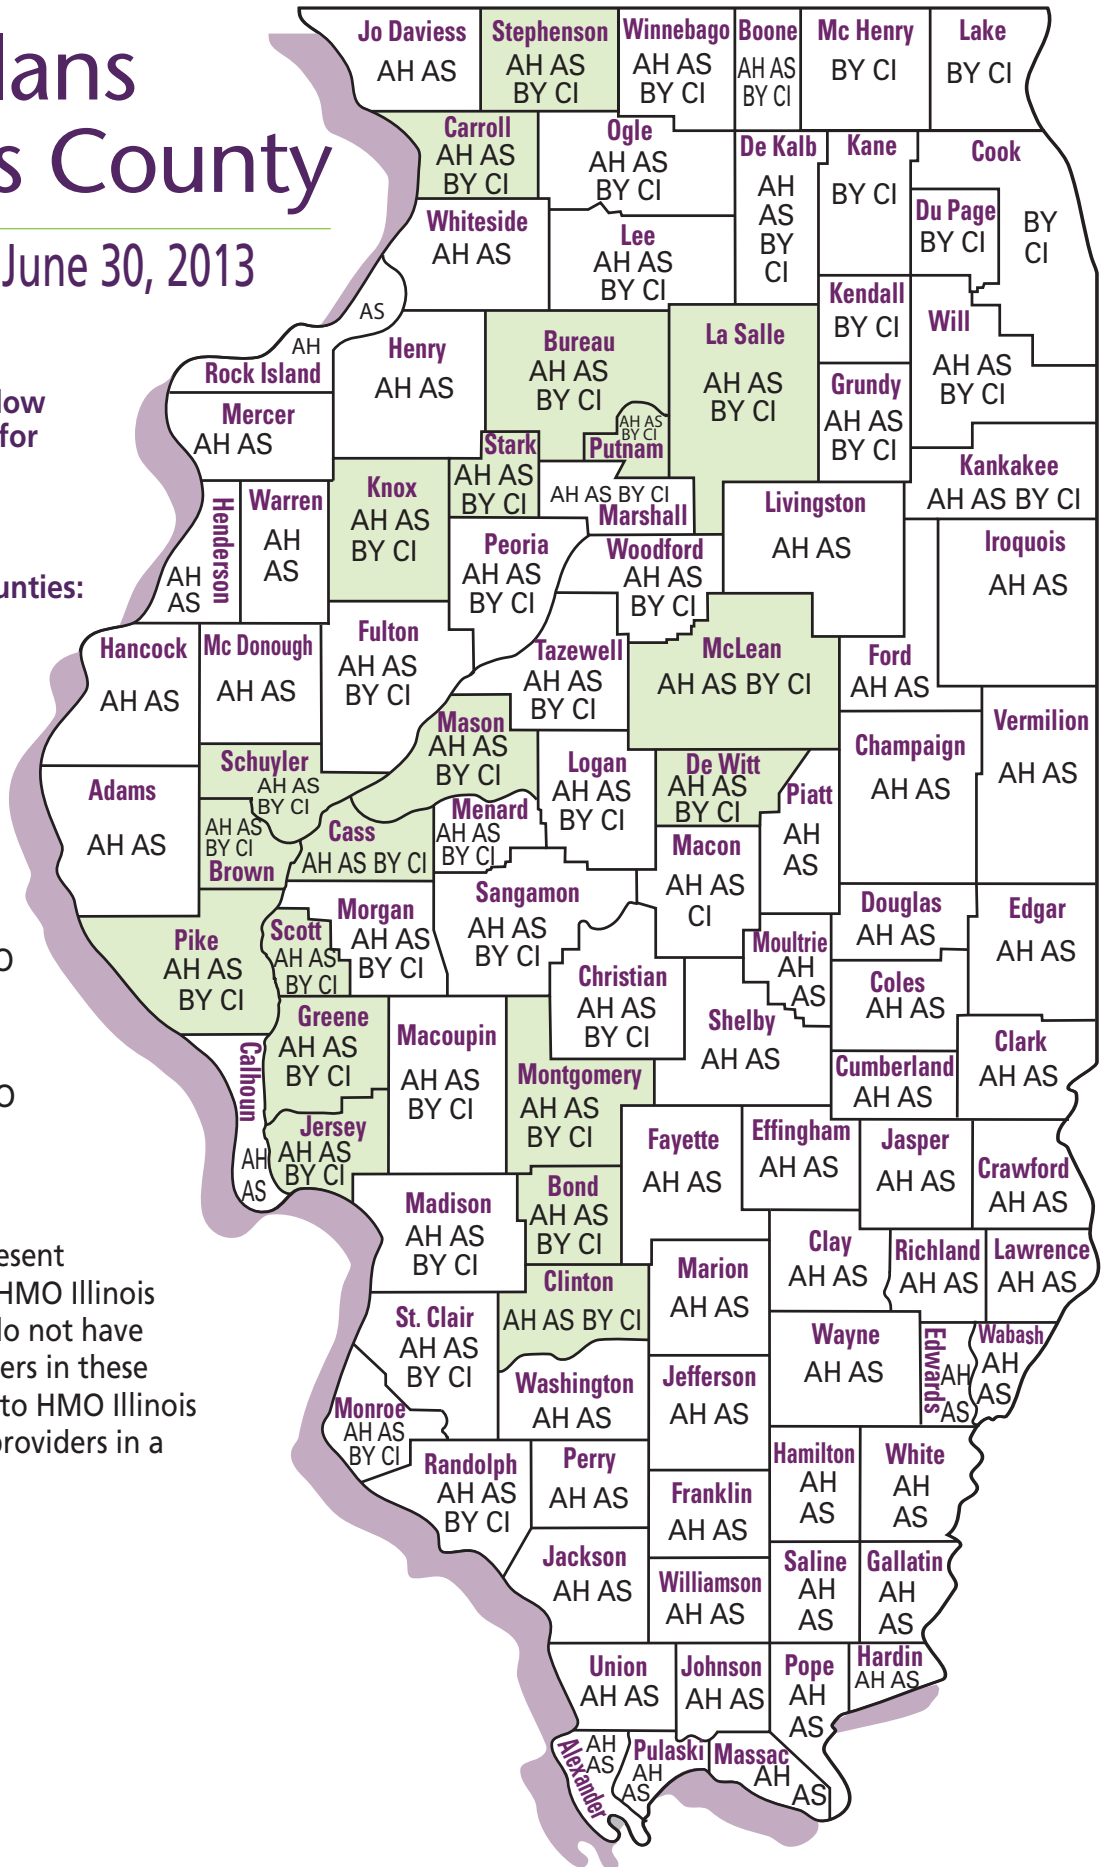 lans
s County
June 30, 2013
low
for
unties:
O
O
esent
HMO Illinois
do not have
ers in these
to HMO Illinois
providers in a
Jo Daviess
AH AS
Stephenson
AH AS
BY CI
Winnebago
AH AS
BY CI
Boone
AH AS
BY CI
Mc Henry
BY CI
Lake
BY CI
Carroll
AH AS
BY CI
Ogle
AH AS
BY CI
De Kalb
AH
AS
BY
CI
Kane
BY CI
Cook
BY
CI
Du Page
BY CI
Whiteside
AH AS
Lee
AH AS
BY CI
Kendall
BY CI
Will
AH AS
BY CI
AS
AH
Rock Island
Henry
AH AS
Bureau
AH AS
BY CI
La Salle
AH AS
BY CI
Grundy
AH AS
BY CI
Mercer
AH AS
AH AS
BY CI
Putnam
Stark
AH AS
BY CI
Kankakee
AH AS BY CI
Henderson
AH
AS
Warren
AH
AS
Knox
AH AS
BY CI
AH AS BY CI
Marshall
Livingston
AH AS
Peoria
AH AS
BY CI
Woodford
AH AS
BY CI
Iroquois
AH AS
Hancock
AH AS
Mc Donough
AH AS
Fulton
AH AS
BY CI
Tazewell
AH AS
BY CI
McLean
AH AS BY CI
Ford
AH AS
Mason
AH AS
BY CI
Vermilion
AH AS
Schuyler
AH AS
BY CI
Logan
AH AS
BY CI
De Witt
AH AS
BY CI
Champaign
AH AS
Adams
AH AS
Piatt
AH
AS
AH AS
BY CI
Brown
Cass
AH AS BY CI
Menard
AH AS
BY CI
Macon
AH AS
CI
Sangamon
AH AS
BY CI
Morgan
AH AS
BY CI
Douglas
AH AS
Edgar
AH AS
Pike
AH AS
BY CI
Scott
AH AS
BY CI
Moultrie
AH
AS
Christian
AH AS
BY CI
Coles
AH AS
Greene
AH AS
BY CI
Macoupin
AH AS
BY CI
Shelby
AH AS
Clark
AH AS
Calhoun
AH
AS
Montgomery
AH AS
BY CI
Cumberland
AH AS
Jersey
AH AS
BY CI
Fayette
AH AS
Effingham
AH AS
Jasper
AH AS
Crawford
AH AS
Madison
AH AS
BY CI
Bond
AH AS
BY CI
Clay
AH AS
Richland
AH AS
Lawrence
AH AS
Marion
AH AS
Clinton
AH AS BY CI
St. Clair
AH AS
BY CI
Wayne
AH AS
Edwards
AH
AS
Wabash
AH
AS
Washington
AH AS
Jefferson
AH AS
Monroe
AH AS
BY CI
Randolph
AH AS
BY CI
Perry
AH AS
Hamilton
AH
AS
White
AH
AS
Franklin
AH AS
Jackson
AH AS
Williamson
AH AS
Saline
AH
AS
Gallatin
AH
AS
Union
AH AS
Johnson
AH AS
Pope
AH
AS
Hardin
AH AS
Alexander
AH
AS
Pulaski
AH
AS
Massac
AH
AS